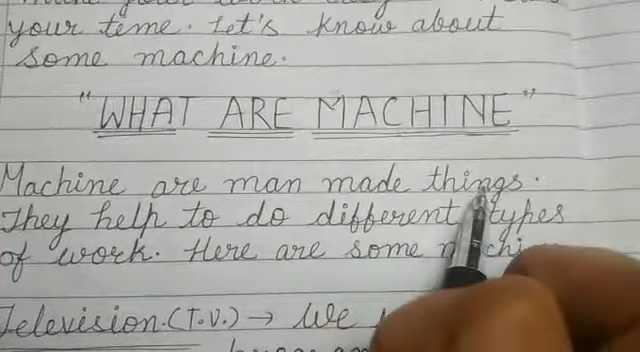 your teme. Let's know about
some machine.
"WHAT ARE MACHINE"
Machine are man made things.
They help to do different types
of work. Here are some
Television.(T.V.) → We